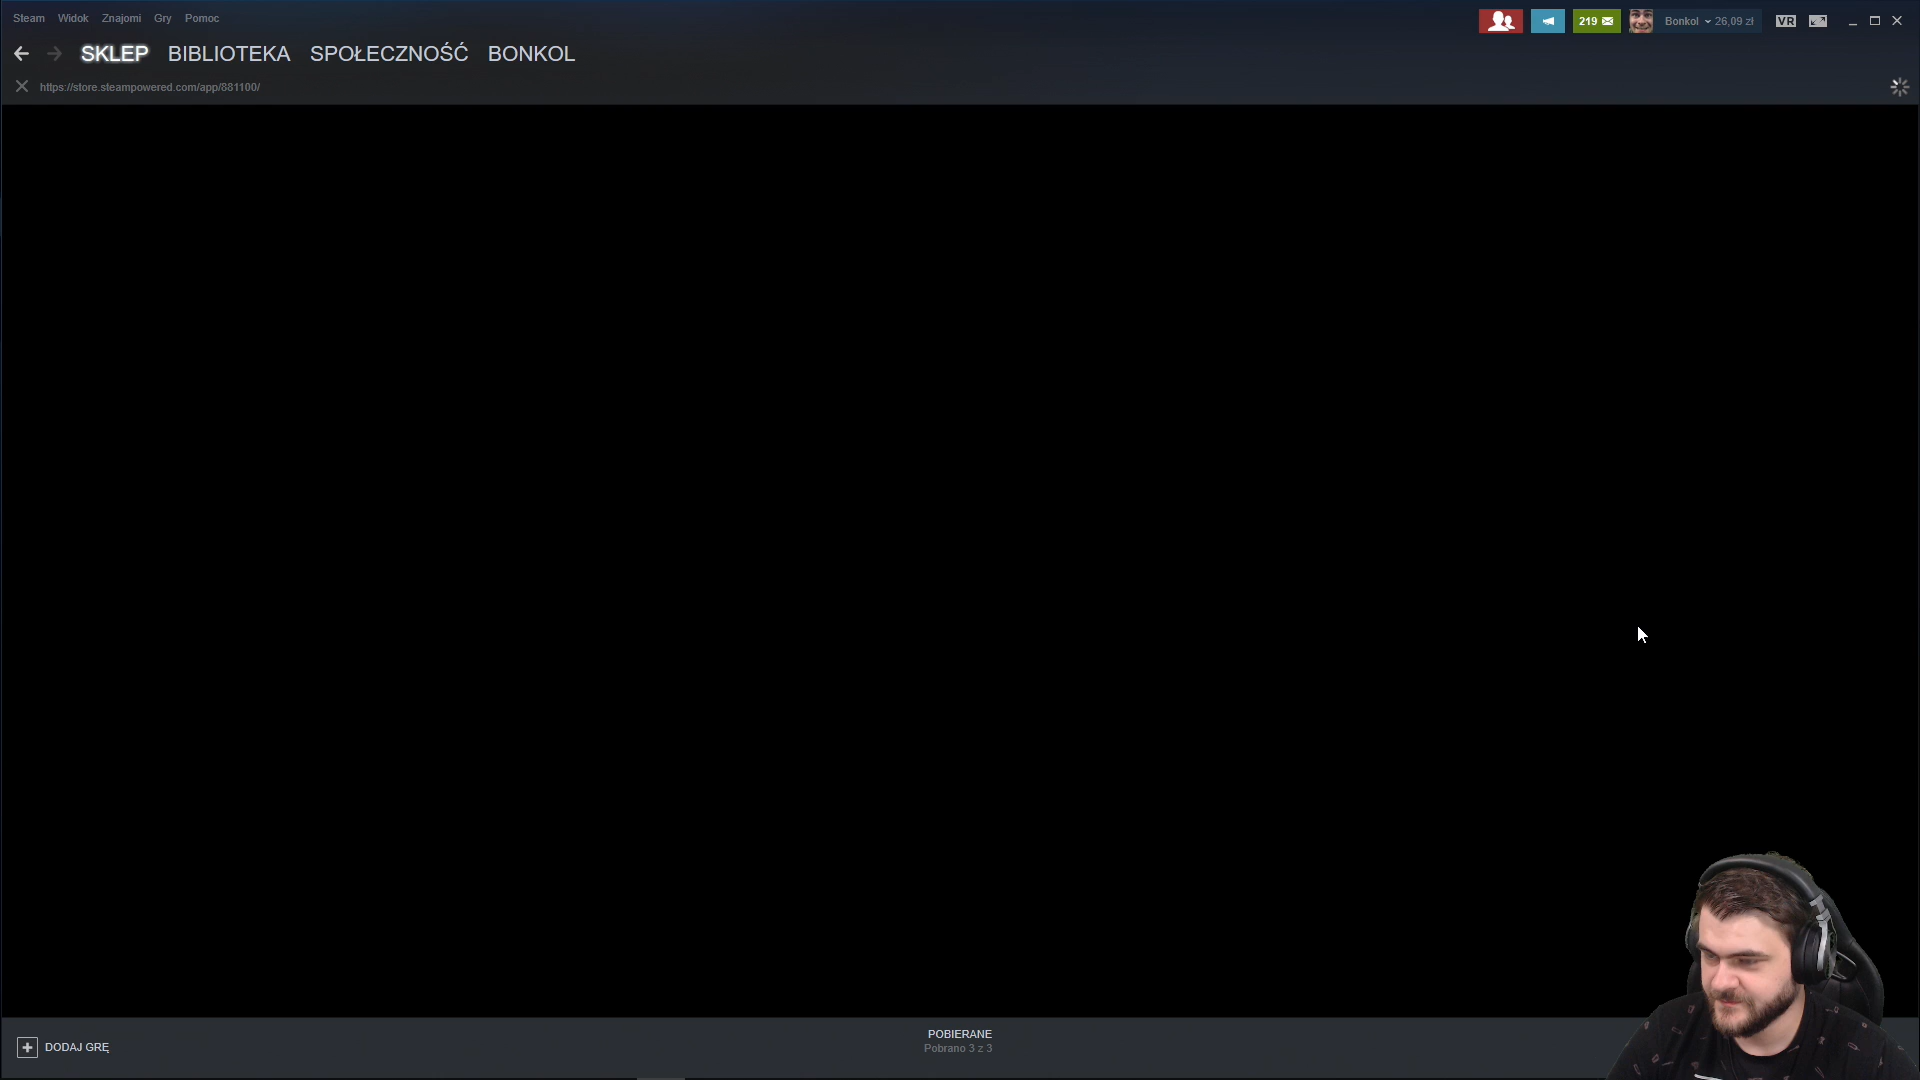 Steam Widok Znajomi Gry Pomoc
219
Bonkol 26,09 zł
VR
SKLEP BIBLIOTEKA SPOŁECZNOŚĆ BONKOL
https://store.steampowered.com/app/881100/
DODAJ GRĘ
POBIERANE
Pobrano 3 z 3